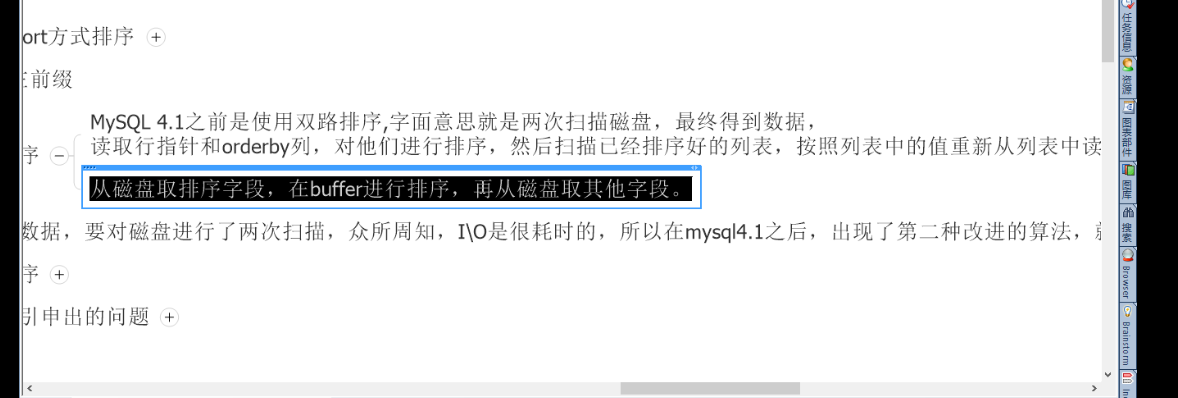 ort方式排序
前缀
MySQL 4.1之前是使用双路排序,字面意思就是两次扫描磁盘，最终得到数据，
序
读取行指针和orderby列，对他们进行排序，然后扫描已经排序好的列表，按照列表中的值重新从列表中读
从磁盘取排序字段，在buffer进行排序，再从磁盘取其他字段。
数据，要对磁盘进行了两次扫描，众所周知，I\O是很耗时的，所以在mysql4.1之后，出现了第二种改进的算法，
序
引申出的问题
任务信息
资源
图表部件
图库
搜索
Browser
Brainstorm